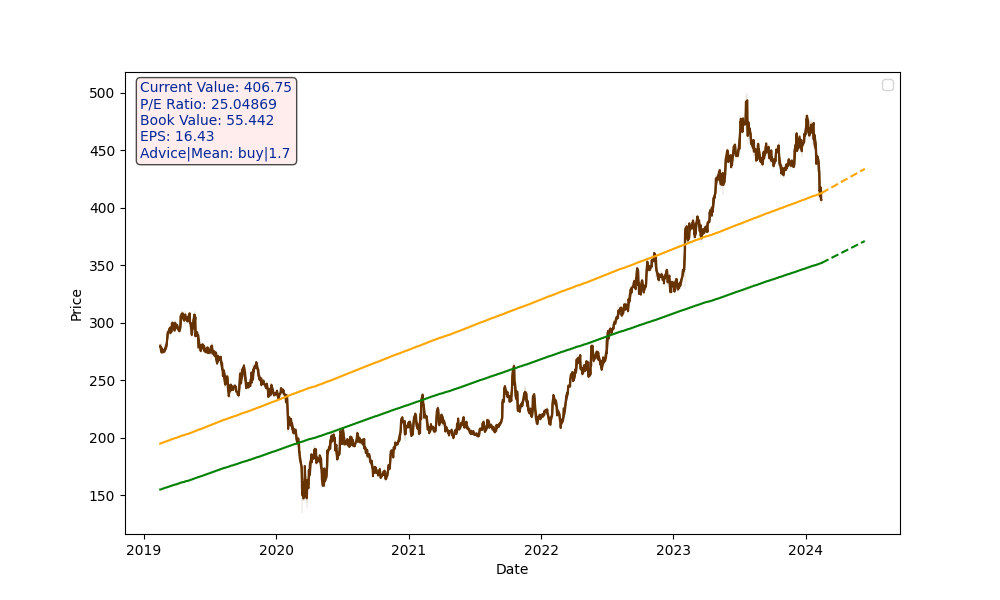 Current Value: 406.75
P/E Ratio: 25.04869
Book Value: 55.442
EPS: 16.43
Advice|Mean: buy|1.7
500
450
400
350
300
250
200
150
Price
2019 2020 2021 2022 2023 2024
Date